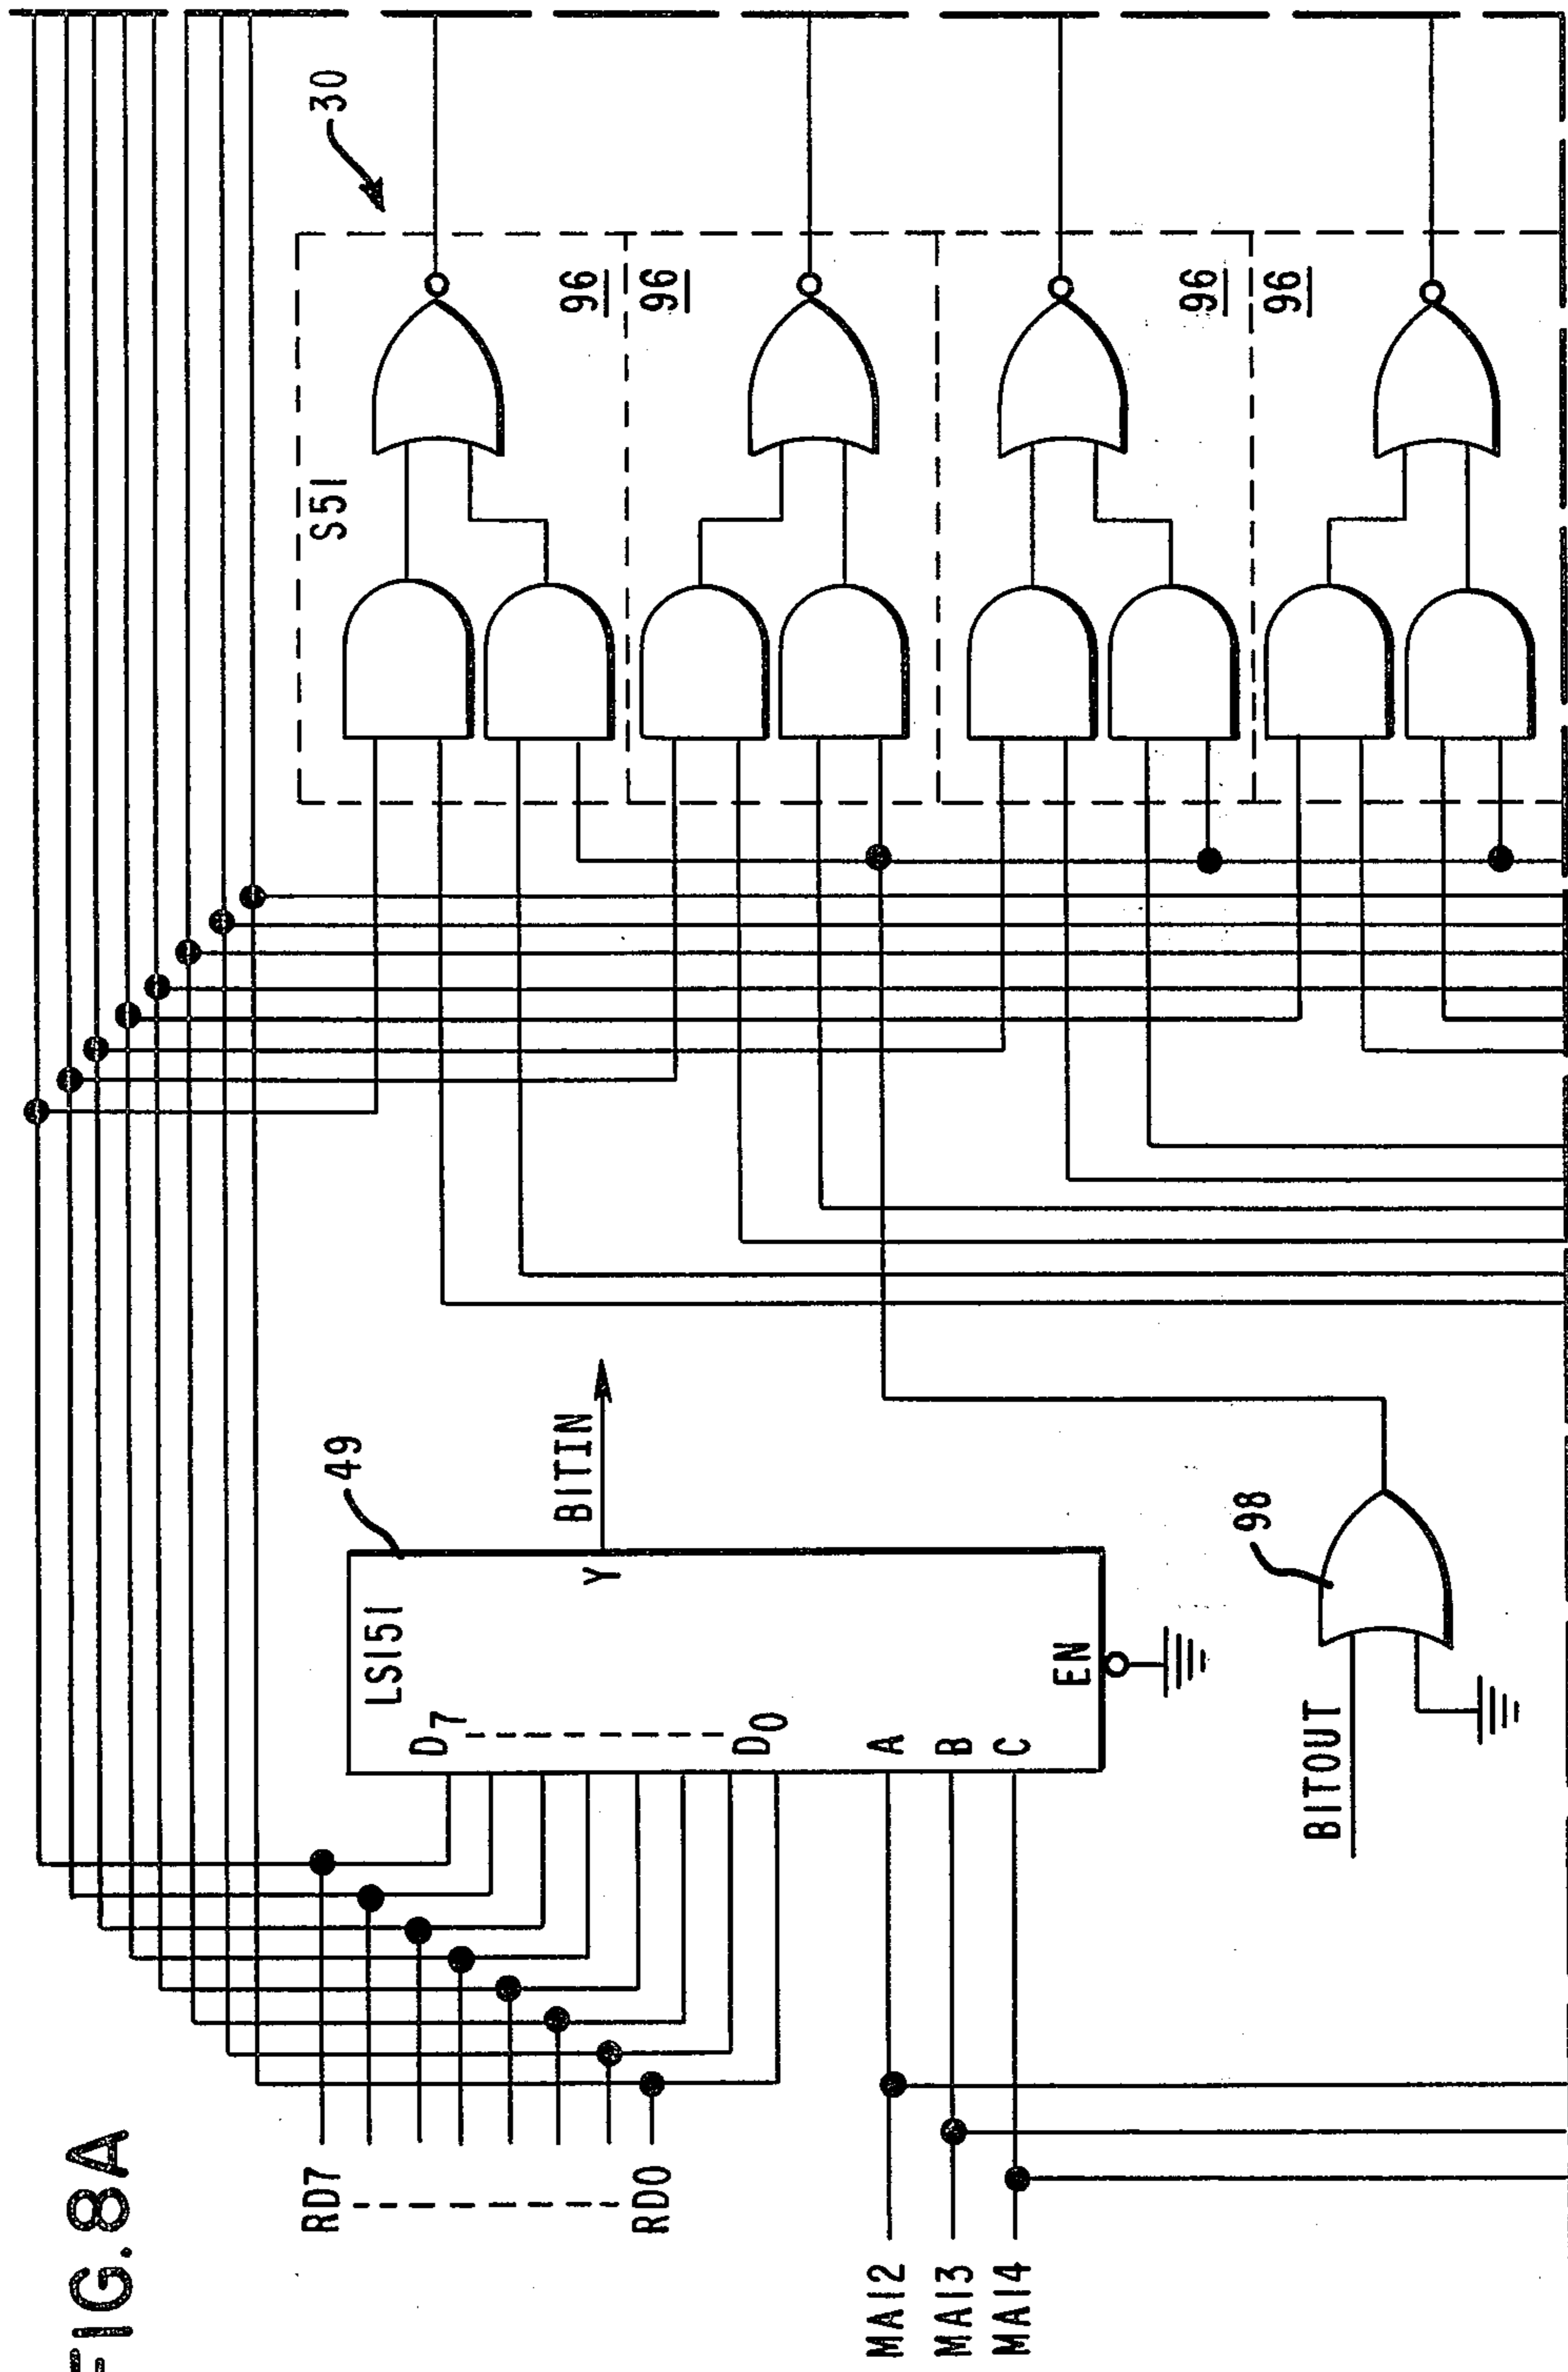 FIG. 8A
RD7
RD0
MA12
MA13
MA14
LS151
D7
D0
A
B
C
Y
EN
49
BITIN
BITOUT
98
S51
30
96
96
96
96